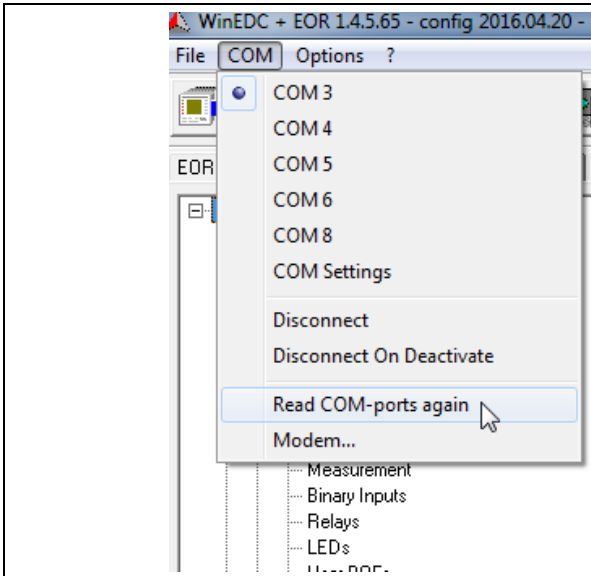 WinEDC + EOR 1.4.5.65 - config 2016.04.20 -
File COM Options ?
COM 3
COM 4
EOR
COM 5
COM 6
COM 8
COM Settings
Disconnect
Disconnect On Deactivate
Read COM-ports again
Modem...
Measurement
Binary Inputs
Relays
LEDs